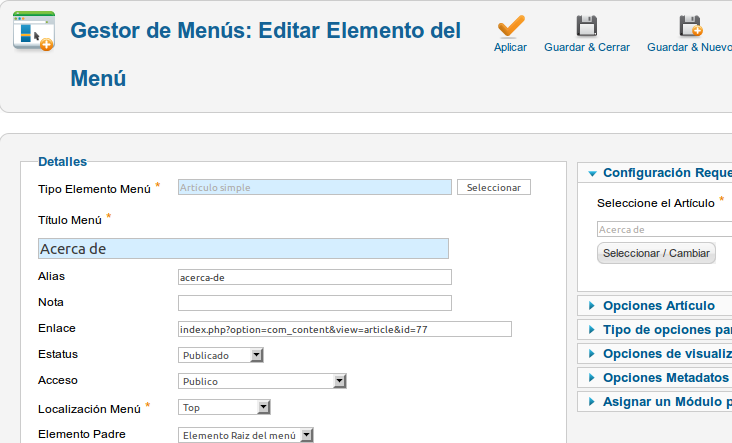 Gestor de Menús: Editar Elemento del
Menú
Aplicar
Guardar & Cerrar
Guardar & Nuevo
Detalles
Tipo Elemento Menú * Artículo simple Seleccionar
Título Menú *
Acerca de
Alias acerca-de
Nota
Enlace index.php?option=com_content&view=article&id=77
Estatus Publicado
Acceso Publico
Localización Menú * Top
Elemento Padre Elemento Raiz del menú
Configuración Reque
Seleccione el Artículo *
Acerca de
Seleccionar / Cambiar
Opciones Artículo
Tipo de opciones par
Opciones de visualiz
Opciones Metadatos
Asignar un Módulo p